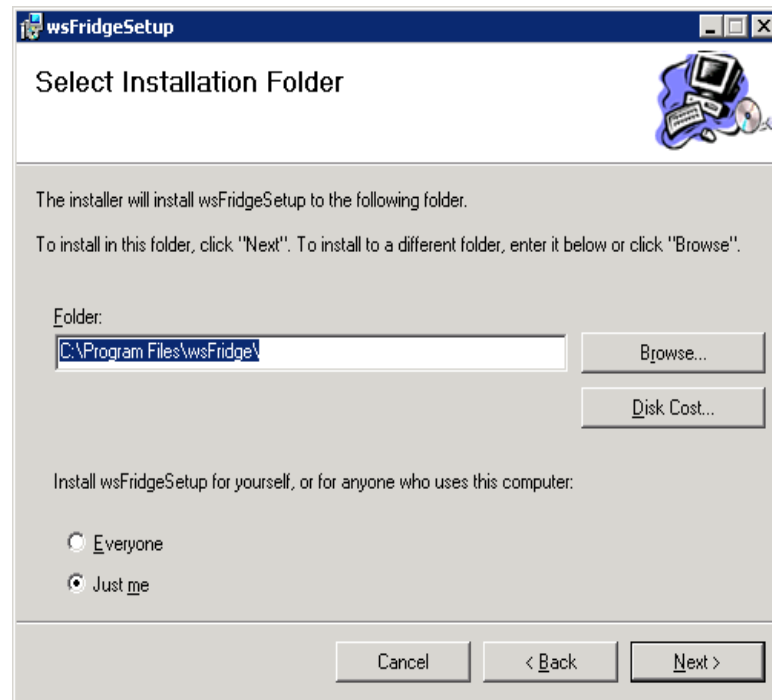 wsFridgeSetup
Select Installation Folder
The installer will install wsFridgeSetup to the following folder.
To install in this folder, click "Next". To install to a different folder, enter it below or click "Browse".
Folder:
C:\Program Files\wsFridge\
Browse...
Disk Cost...
Install wsFridgeSetup for yourself, or for anyone who uses this computer:
Everyone
Just me
Cancel
< Back
Next >